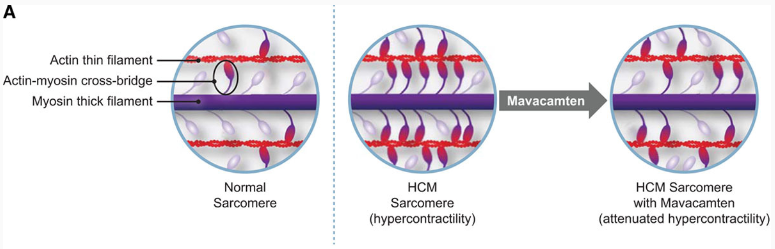 A
Actin thin filament
Actin-myosin cross-bridge
Myosin thick filament
Mavacamten
Normal
Sarcomere
HCM
Sarcomere
(hypercontractility)
HCM Sarcomere
with Mavacamten
(attenuated hypercontractility)